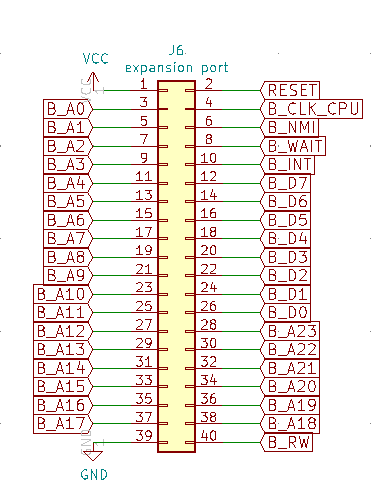 J6
VCC
expansion port
VCC 1
1 2 RESET
B_A0 3 4 B_CLK_CPU
B_A1 5 6 B_NMI
B_A2 7 8 B_WAIT
B_A3 9 10 B_INT
B_A4 11 12 B_D7
B_A5 13 14 B_D6
B_A6 15 16 B_D5
B_A7 17 18 B_D4
B_A8 19 20 B_D3
B_A9 21 22 B_D2
B_A10 23 24 B_D1
B_A11 25 26 B_D0
B_A12 27 28 B_A23
B_A13 29 30 B_A22
B_A14 31 32 B_A21
B_A15 33 34 B_A20
B_A16 35 36 B_A19
B_A17 37 38 B_A18
GND 1
39 40 B_RW
GND